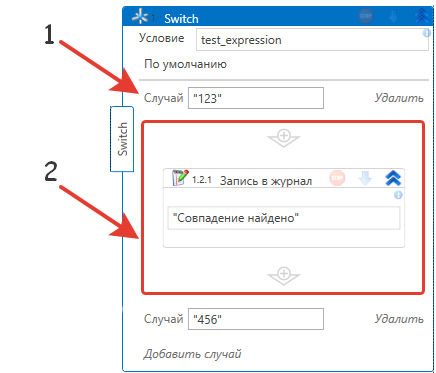 1
Switch
Условие test_expression
По умолчанию
Случай "123" Удалить
Switch
2
1.2.1 Запись в журнал
"Совпадение найдено"
Случай "456" Удалить
Добавить случай